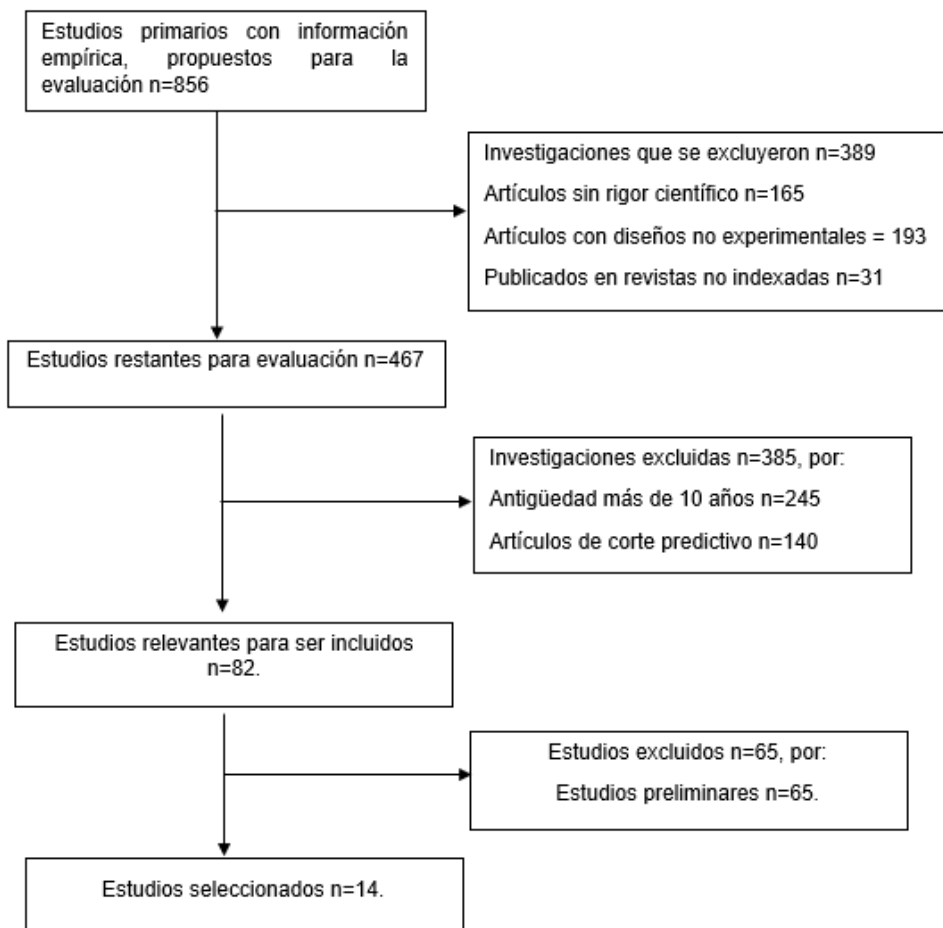 Estudios primarios con información
empírica, propuestos para la
evaluación n=856
Investigaciones que se excluyeron n=389
Artículos sin rigor científico n=165
Artículos con diseños no experimentales = 193
Publicados en revistas no indexadas n=31
Estudios restantes para evaluación n=467
Investigaciones excluidas n=385, por:
Antigüedad más de 10 años n=245
Artículos de corte predictivo n=140
Estudios relevantes para ser incluidos
n=82.
Estudios excluidos n=65, por:
Estudios preliminares n=65.
Estudios seleccionados n=14.